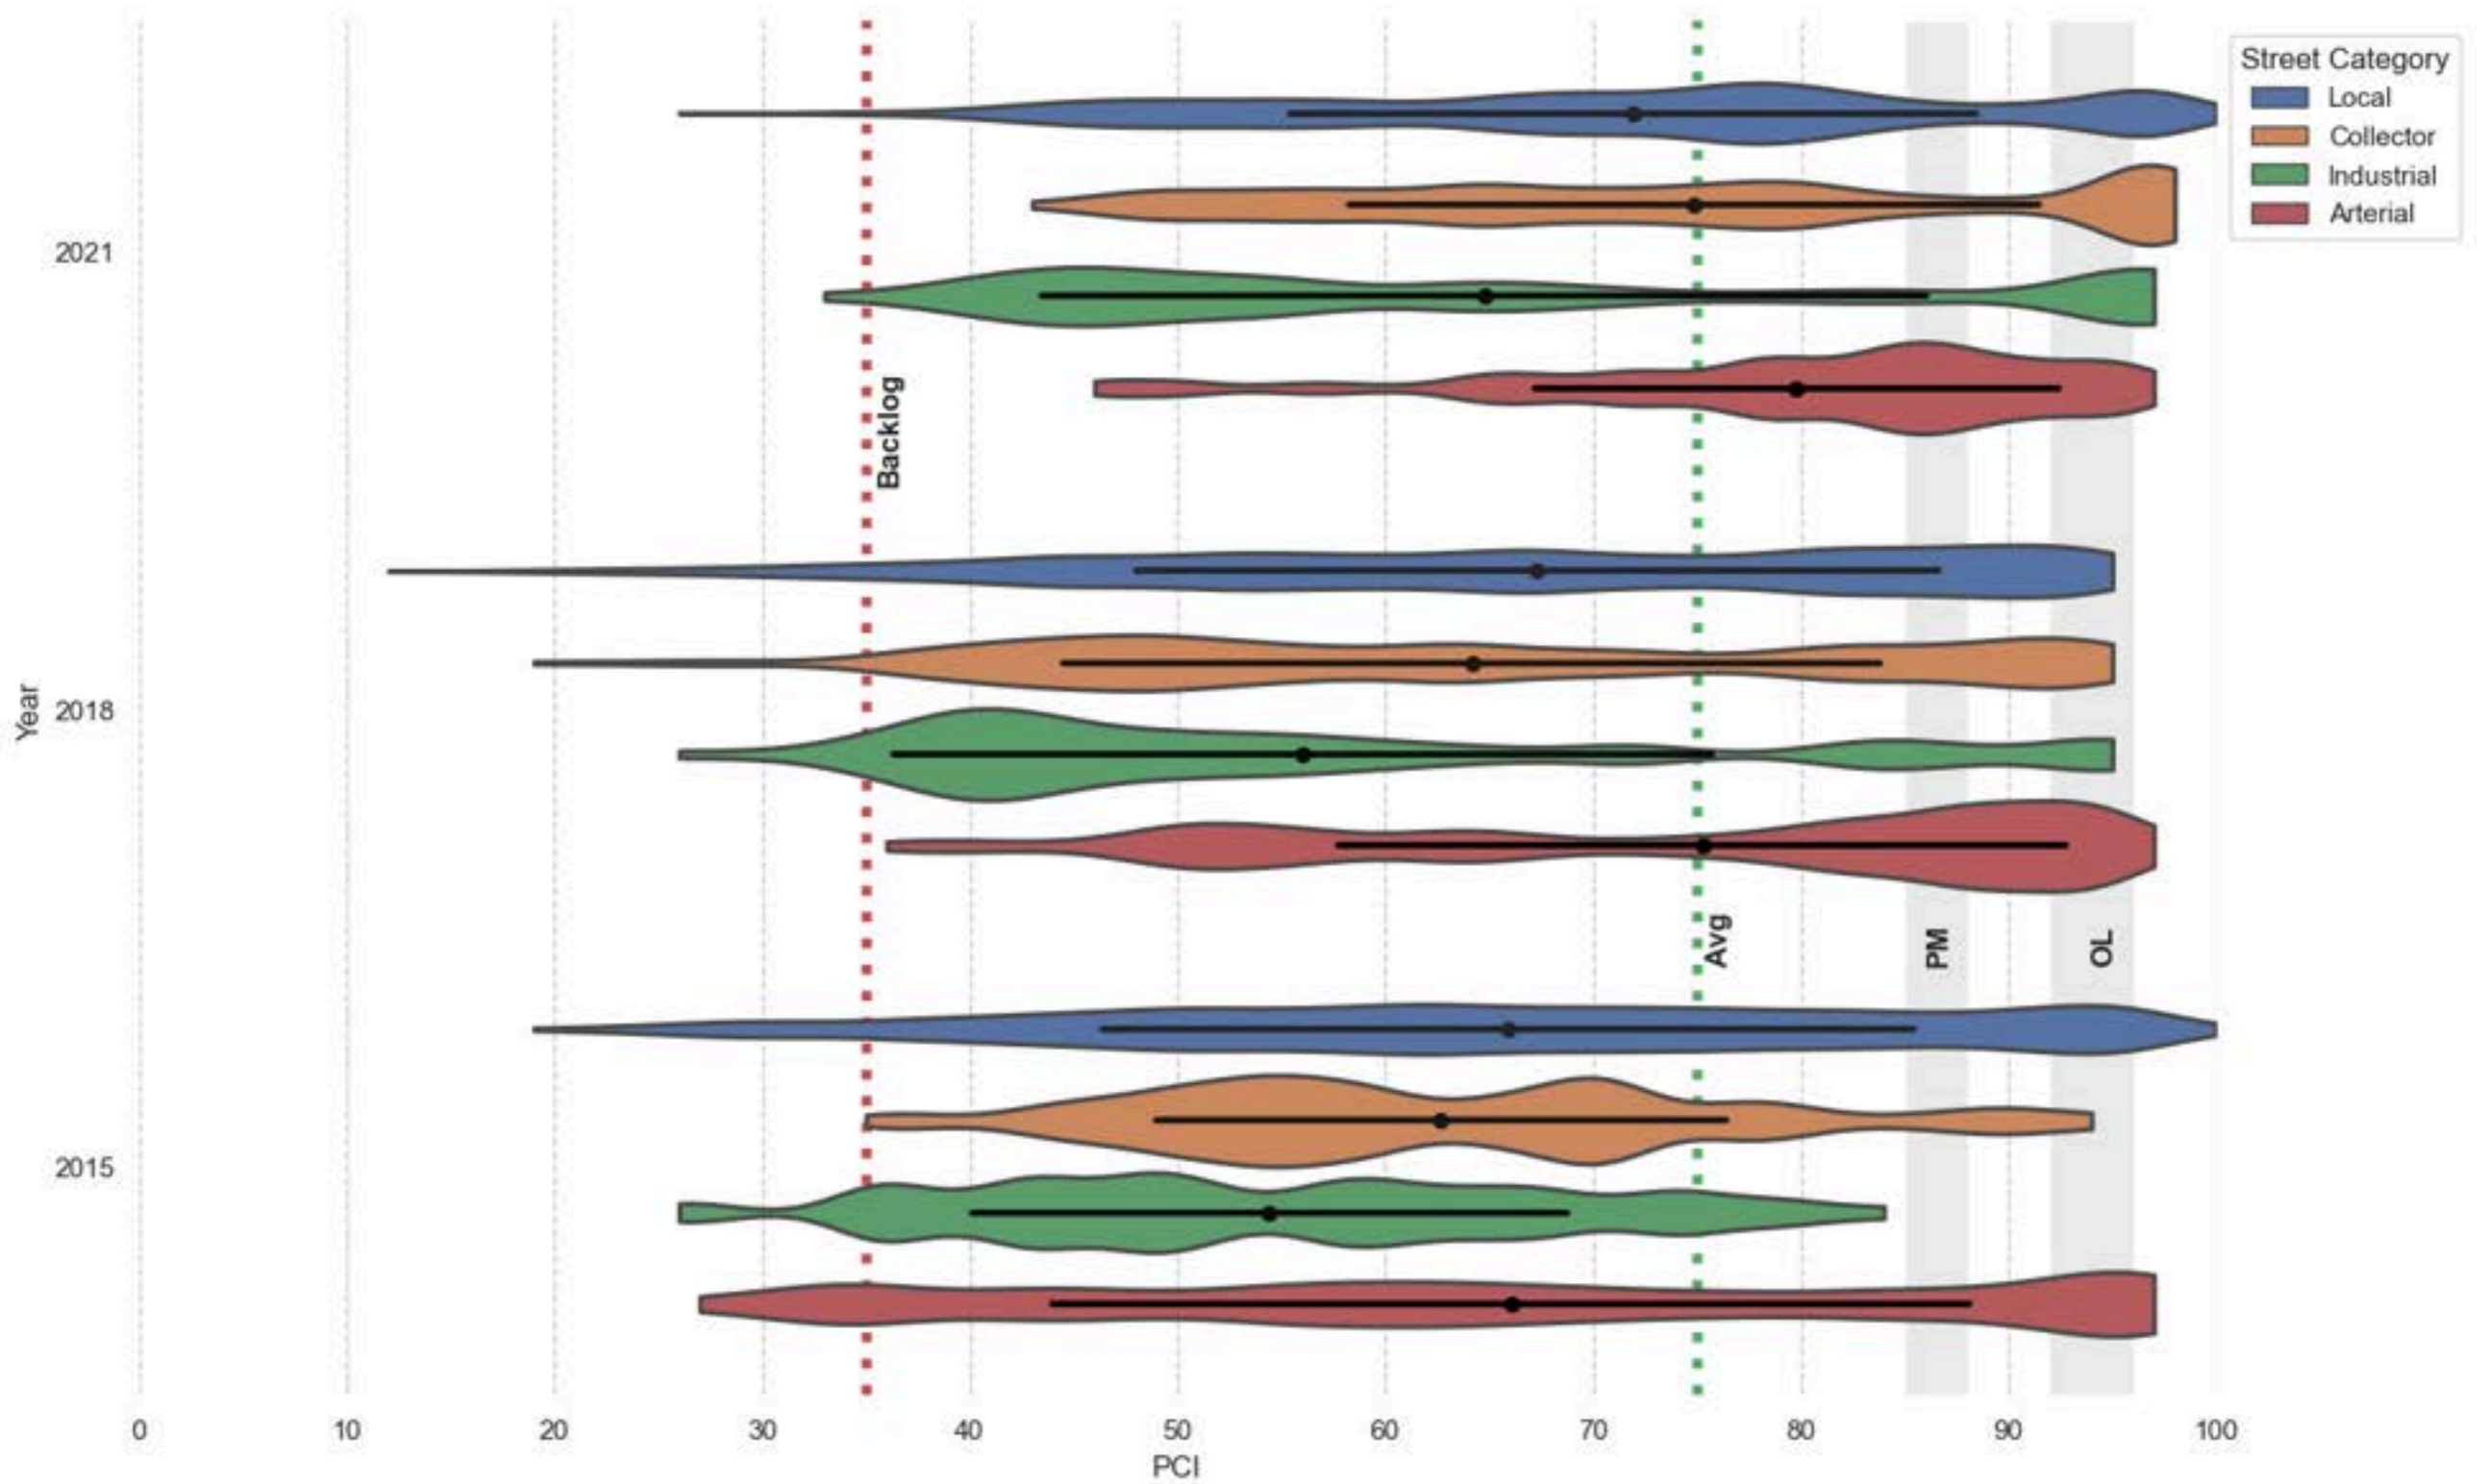 Street Category
Local
Collector
Industrial
Arterial
2021
Backlog
Year
2018
Avg
PM
OL
2015
0 10 20 30 40 50 60 70 80 90 100
PCI